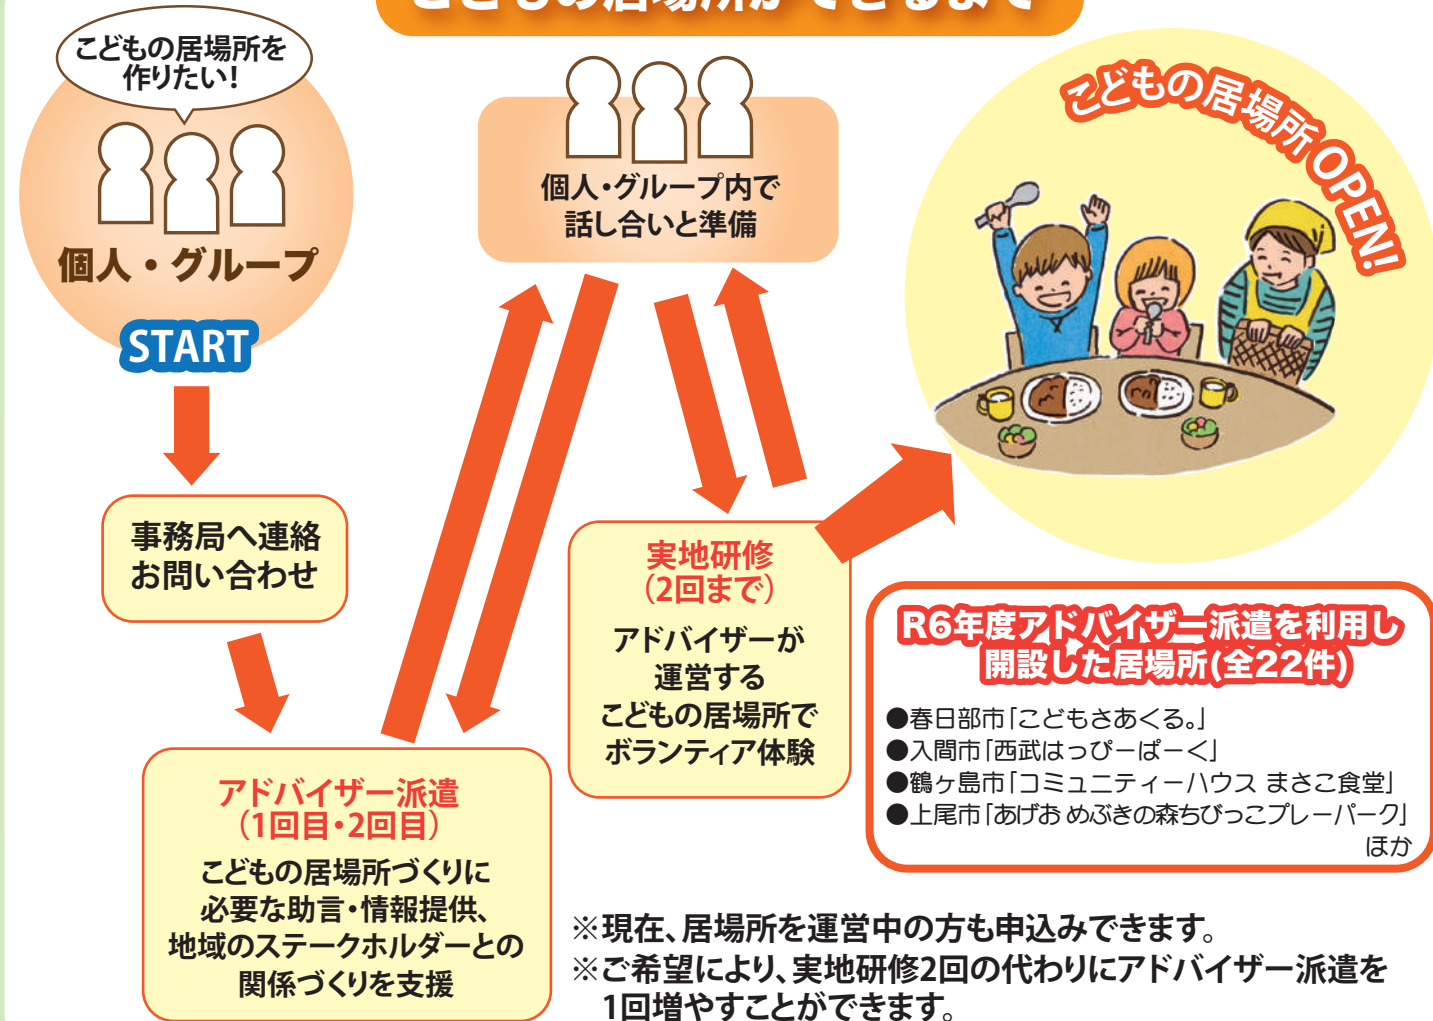 こどもの居場所ができるまで
こどもの居場所を
作りたい!
個人・グループ
START
事務局へ連絡
お問い合わせ
アドバイザー派遣
(1回目・2回目)
こどもの居場所づくりに
必要な助言・情報提供、
地域のステークホルダーとの
関係づくりを支援
個人・グループ内で
話し合いと準備
実地研修
(2回まで)
アドバイザーが
運営する
こどもの居場所で
ボランティア体験
こどもの居場所OPEN!
R6年度アドバイザー派遣を利用し
開設した居場所(全22件)
●春日部市「こどもさあくる。」
●入間市「西武はっぴーぱーく」
●鶴ヶ島市「コミュニティーハウス まさこ食堂」
●上尾市「あげお めぶきの森ちびっこプレーパーク」
ほか
※現在、居場所を運営中の方も申込みできます。
※ご希望により、実地研修2回の代わりにアドバイザー派遣を
1回増やすことができます。